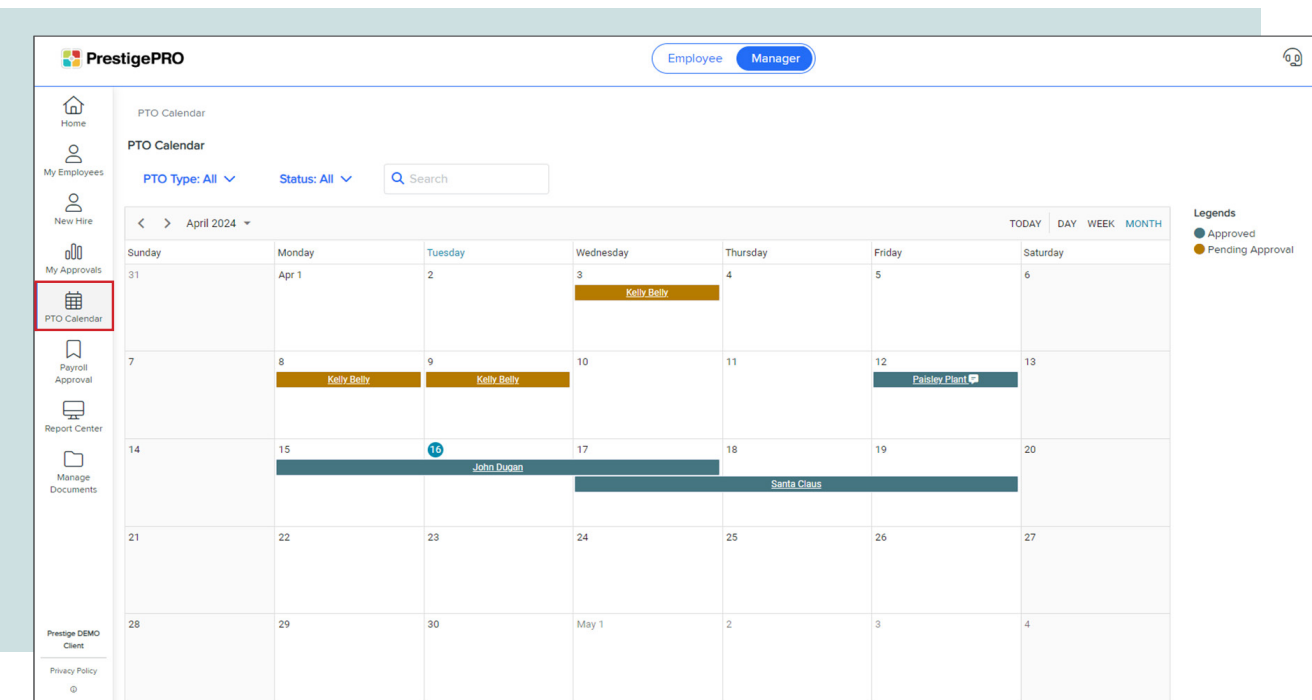 PrestigePRO
Employee Manager
Home
My Employees
New Hire
My Approvals
PTO Calendar
Payroll
Approval
Report Center
Manage
Documents
Prestige DEMO
Client
Privacy Policy
PTO Calendar
PTO Calendar
PTO Type: All Status: All Search
April 2024 TODAY DAY WEEK MONTH
Sunday Monday Tuesday Wednesday Thursday Friday Saturday
31 Apr 1 2 3 4 5 6
Kelly Belly
7 8 9 10 11 12 13
Kelly Belly Kelly Belly Paisley Plant
14 15 16 17 18 19 20
John Dugan
Santa Claus
21 22 23 24 25 26 27
28 29 30 May 1 2 3 4
Legends
Approved
Pending Approval